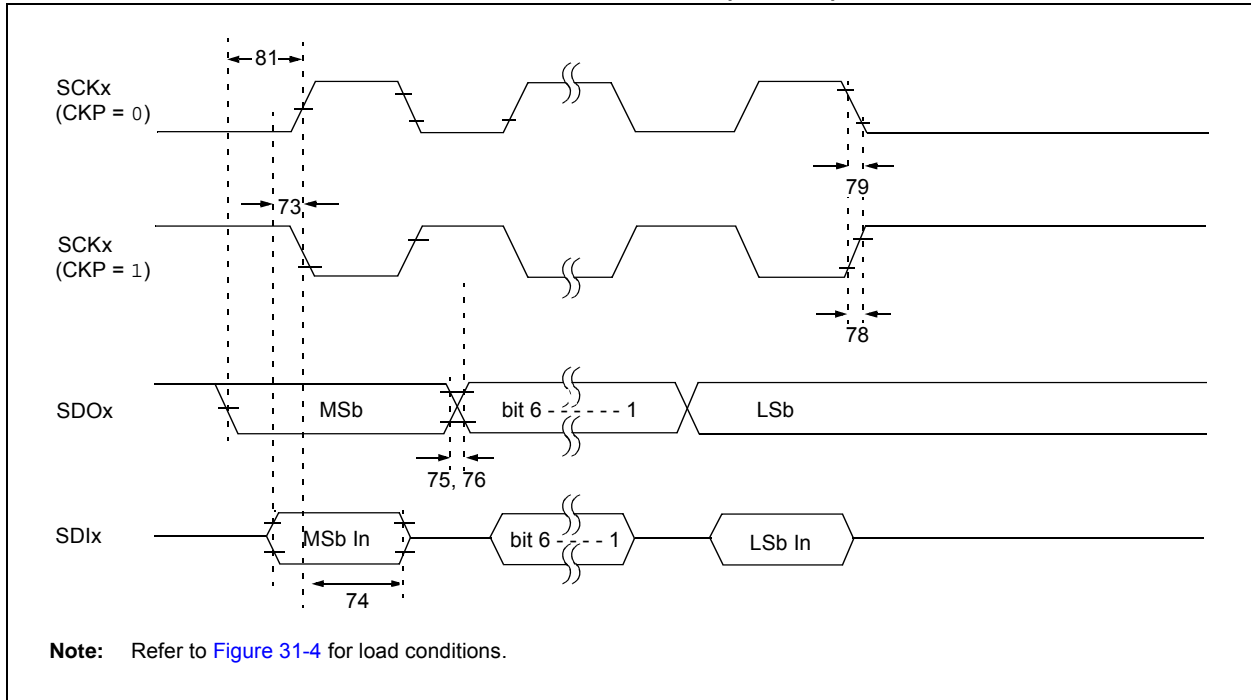 81
SCKx
(CKP = 0)
79
73
SCKx
(CKP = 1)
78
SDOx
MSb
bit 6 - - - - - - 1
LSb
75, 76
SDIx
MSb In
bit 6 - - - - 1
LSb In
74
Note: Refer to Figure 31-4 for load conditions.